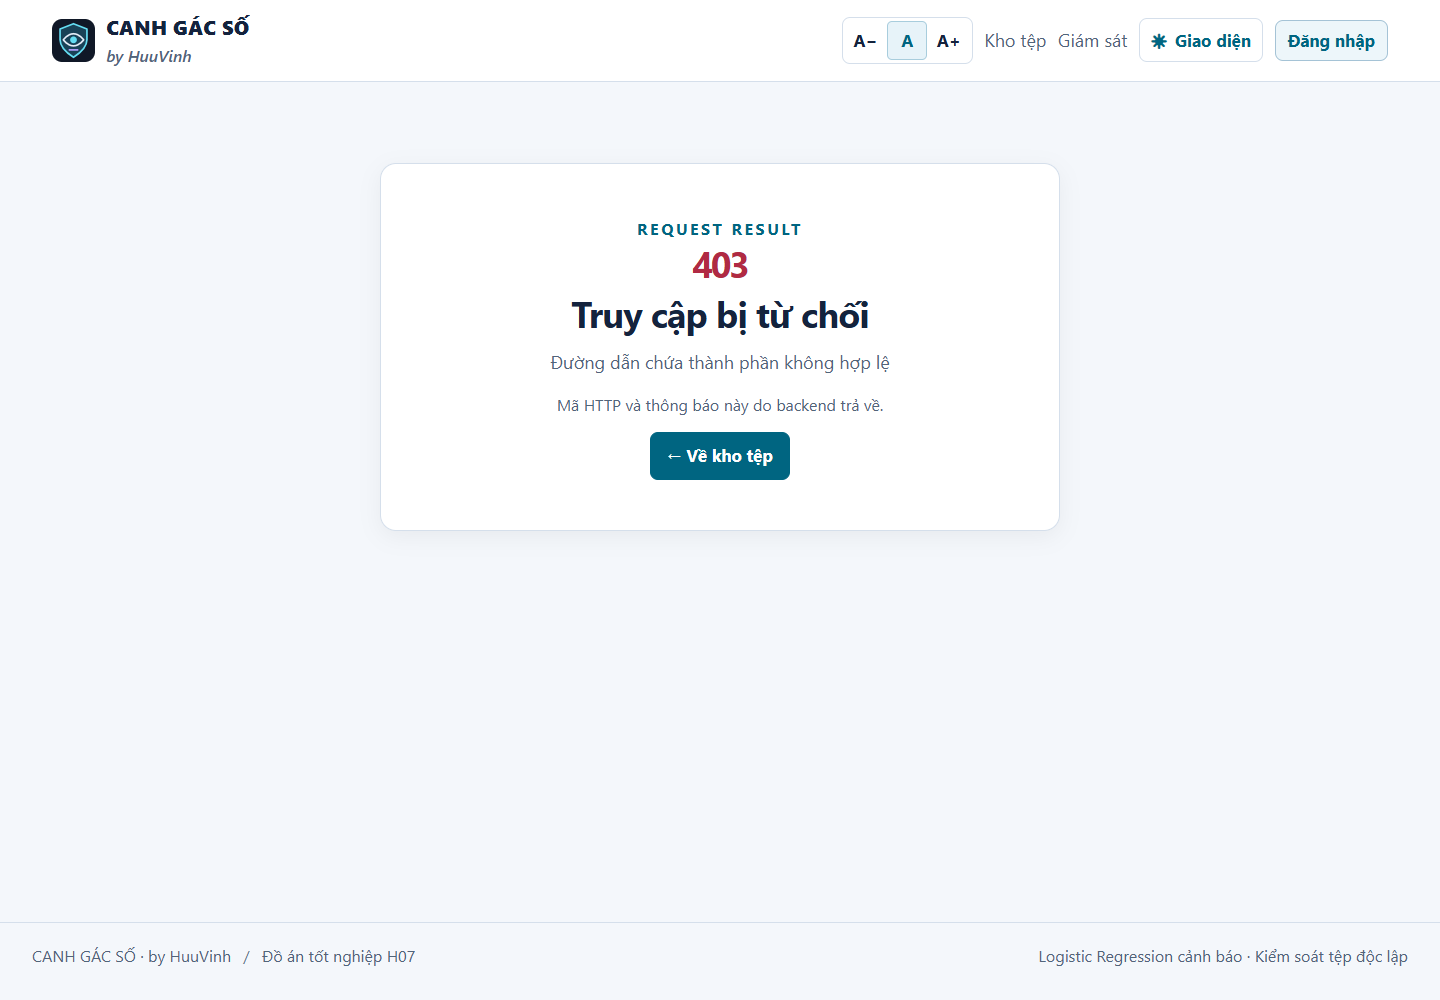 CANH GÁC SỐ
by HuuVinh
A− A A+ Kho tệp Giám sát Giao diện Đăng nhập
REQUEST RESULT
403
Truy cập bị từ chối
Đường dẫn chứa thành phần không hợp lệ
Mã HTTP và thông báo này do backend trả về.
← Về kho tệp
CANH GÁC SỐ · by HuuVinh / Đồ án tốt nghiệp H07
Logistic Regression cảnh báo · Kiểm soát tệp độc lập